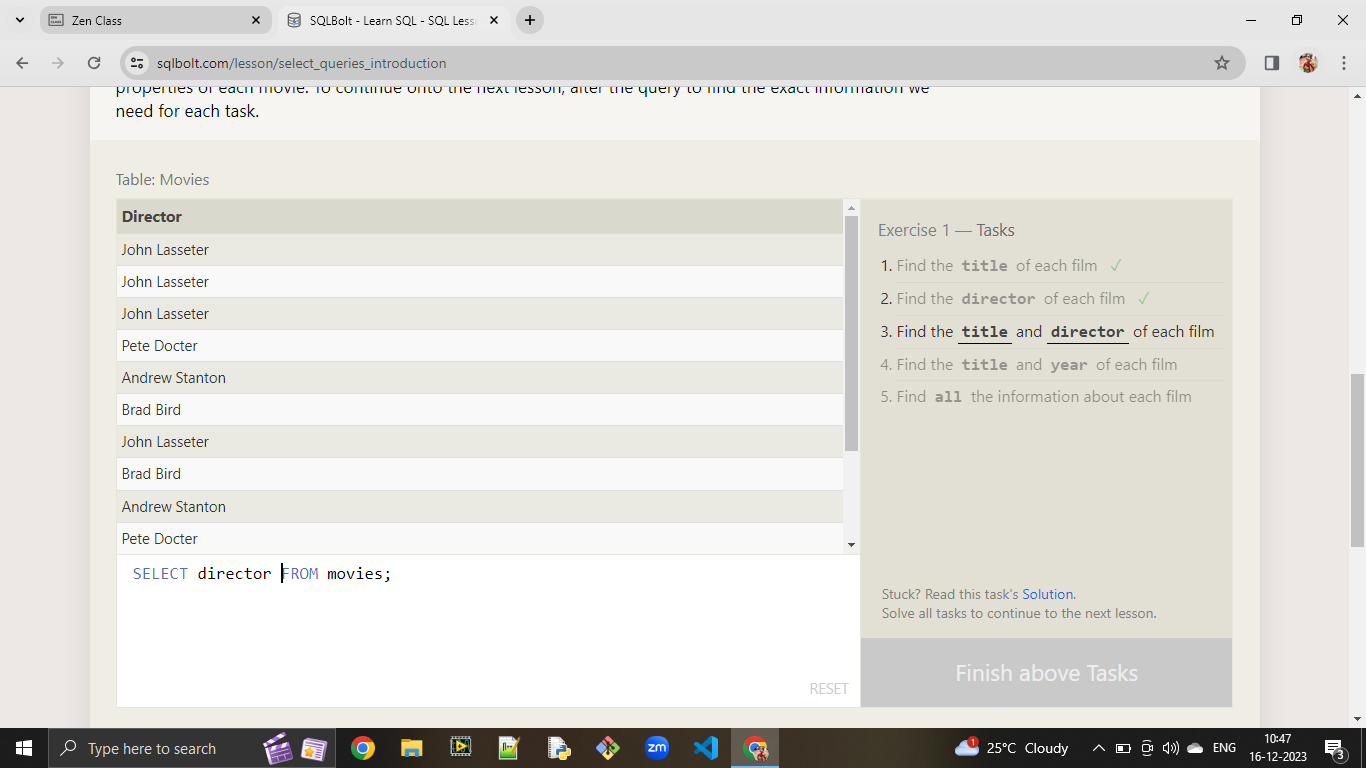 Zen Class
SQLBolt - Learn SQL - SQL Less
sqlbolt.com/lesson/select_queries_introduction
properties of each movie. To continue onto the next lesson, alter the query to find the exact information we
need for each task.
Table: Movies
Director
John Lasseter
John Lasseter
John Lasseter
Pete Docter
Andrew Stanton
Brad Bird
John Lasseter
Brad Bird
Andrew Stanton
Pete Docter
SELECT director FROM movies;
RESET
Exercise 1 — Tasks
1. Find the title of each film ✓
2. Find the director of each film ✓
3. Find the title and director of each film
4. Find the title and year of each film
5. Find all the information about each film
Stuck? Read this task's Solution.
Solve all tasks to continue to the next lesson.
Finish above Tasks
Type here to search
zm
1
25°C Cloudy
ENG
10:47
16-12-2023
3